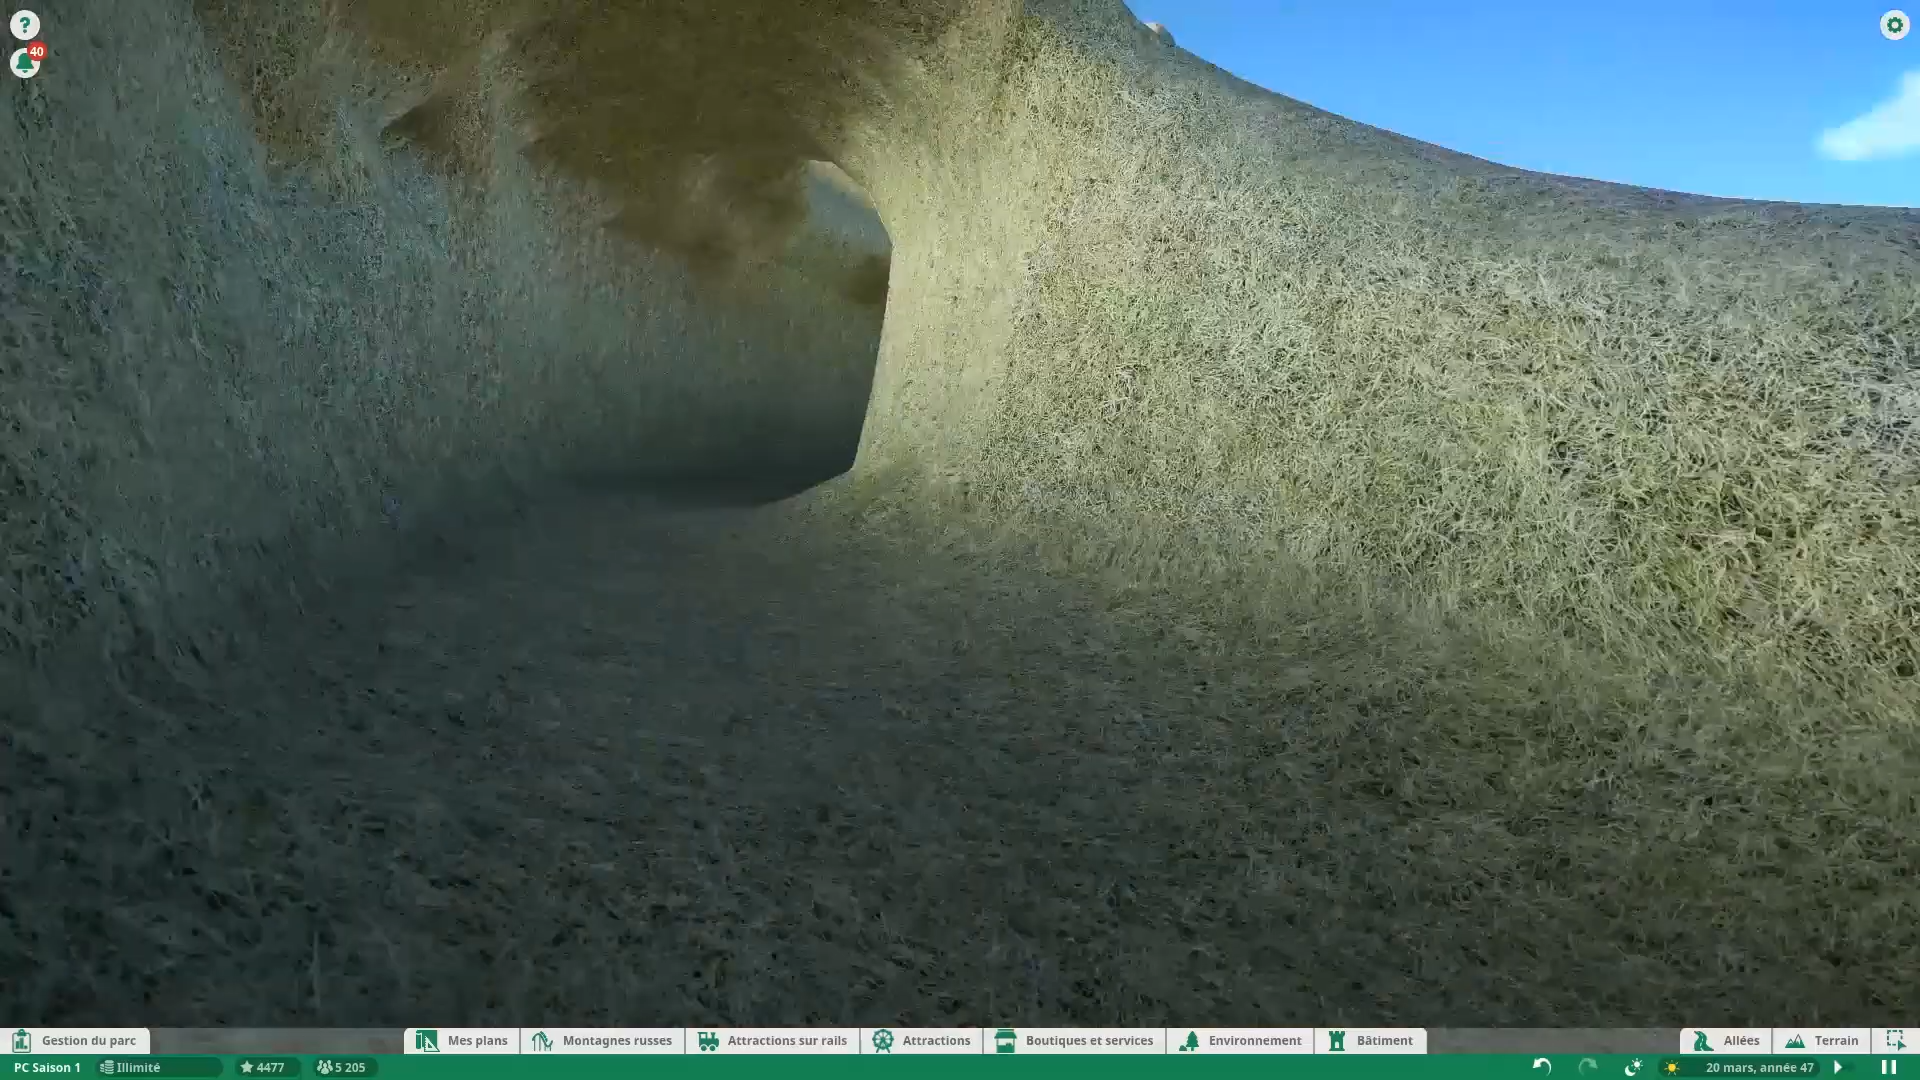 ?
40
Gestion du parc
Mes plans
Montagnes russes
Attractions sur rails
Attractions
Boutiques et services
Environnement
Bâtiment
Allées
Terrain
PC Saison 1
Illimité
4477
5 205
20 mars, année 47